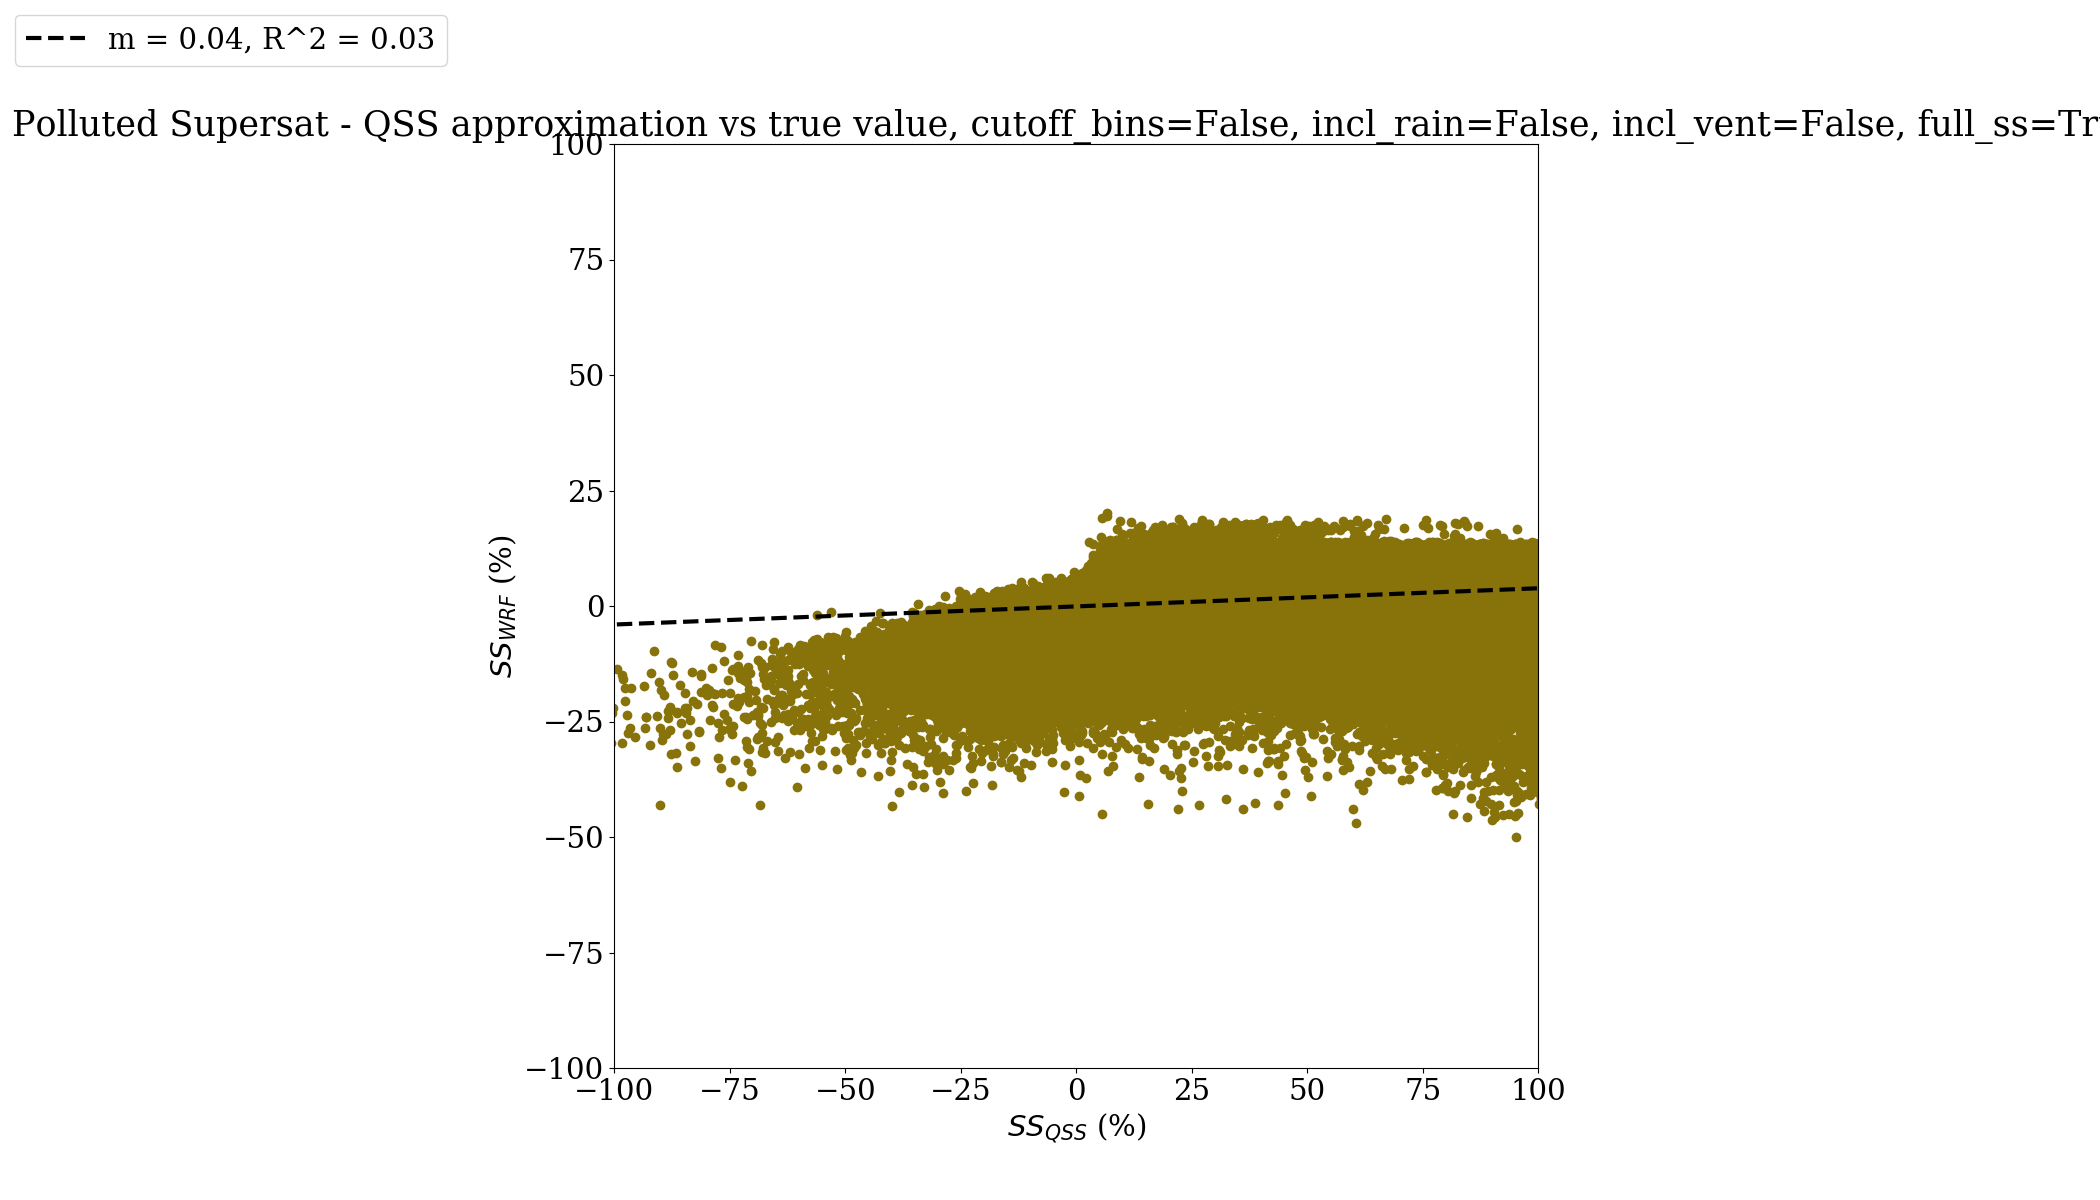 m = 0.04, R^2 = 0.03
Polluted Supersat - QSS approximation vs true value, cutoff_bins=False, incl_rain=False, incl_vent=False, full_ss=Tr
100
75
50
25
0
−25
−50
−75
−100
SS_WRF (%)
−100 −75 −50 −25 0 25 50 75 100
SS_QSS (%)